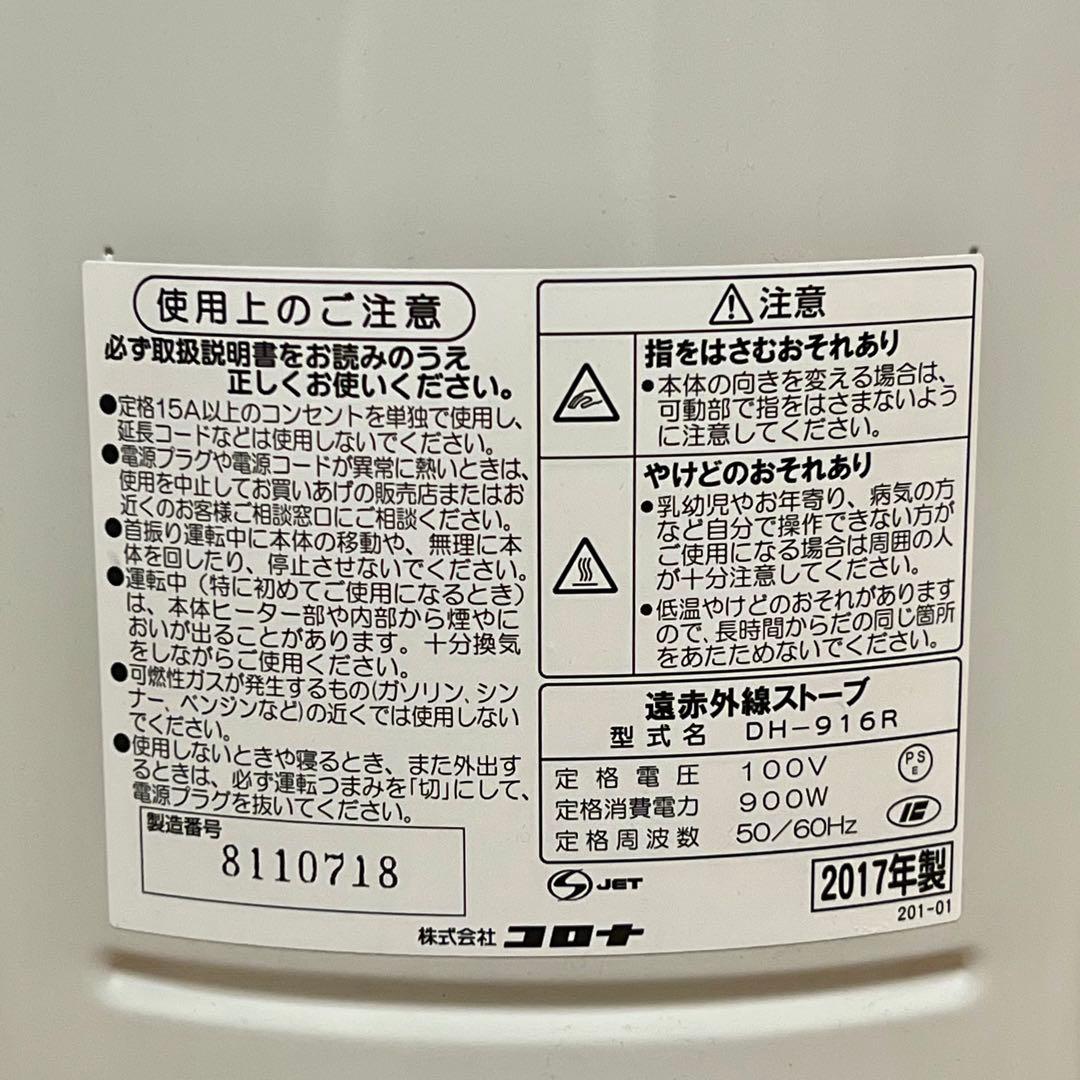 使用上のご注意
必ず取扱説明書をお読みのうえ
正しくお使いください。
●定格15A以上のコンセントを単独で使用し、
延長コードなどは使用しないでください。
●電源プラグや電源コードが異常に熱いときは、
使用を中止してお買いあげの販売店またはお
近くのお客様ご相談窓口にご相談ください。
●首振り運転中に本体の移動や、無理に本
体を回したり、停止させないでください。
●運転中(特に初めてご使用になるとき)
は、本体ヒーター部や内部から煙やに
おいが出ることがあります。十分換気
をしながらご使用ください。
●可燃性ガスが発生するもの(ガソリン、シン
ナー、ベンジンなど)の近くでは使用しない
でください。
●使用しないときや寝るとき、また外出す
るときは、必ず運転つまみを「切」にして、
電源プラグを抜いてください。
製造番号
8110718
⚠注意
指をはさむおそれあり
●本体の向きを変える場合は、
可動部で指をはさまないよう
に注意してください。
やけどのおそれあり
●乳幼児やお年寄り、病気の方
など自分で操作できない方が
ご使用になる場合は周囲の人
が十分注意してください。
●低温やけどのおそれがあります
ので、長時間からだの同じ箇所
をあたためないでください。
遠赤外線ストーブ
型式名 DH-916R
定格電圧 100V
定格消費電力 900W
定格周波数 50/60Hz
PS
E
JET
2017年製
201-01
株式会社 コロナ